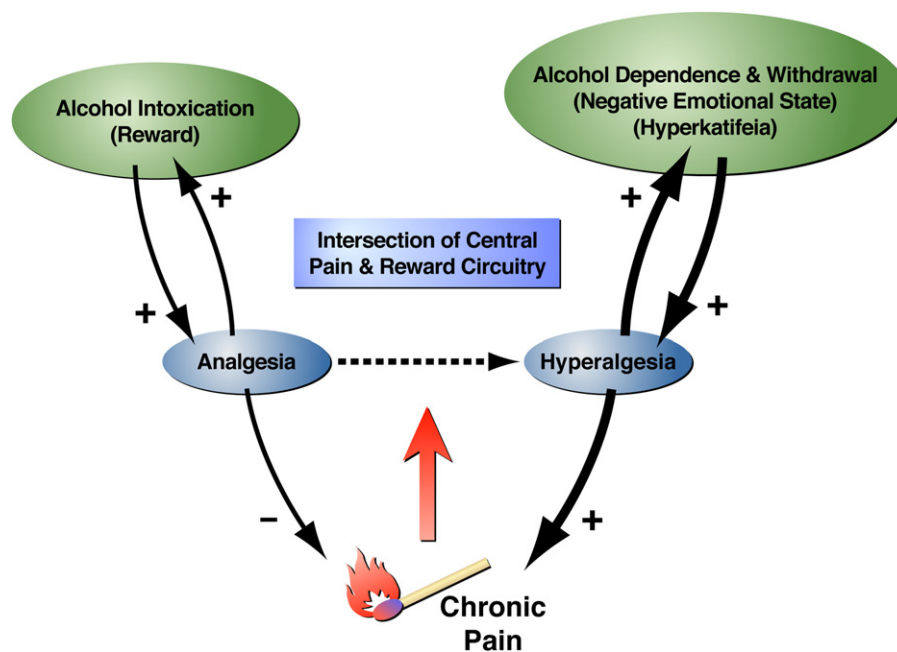 Alcohol Intoxication
(Reward)
Alcohol Dependence & Withdrawal
(Negative Emotional State)
(Hyperkatifeia)
+
+
Intersection of Central
Pain & Reward Circuitry
+
+
Analgesia
Hyperalgesia
–
+
Chronic
Pain